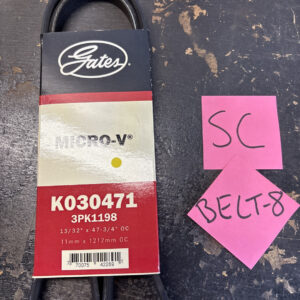 Gates
MICRO-V®
K030471
3PK1198
13/32" x 47-3/4" OC
11mm x 1212mm OC
SC
BELT-8